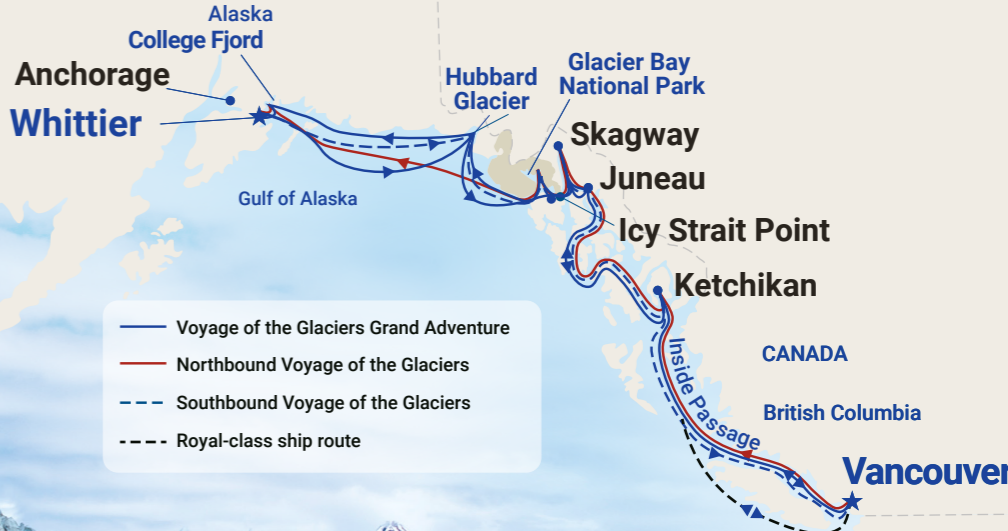 Alaska
College Fjord
Anchorage
Whittier
Hubbard
Glacier
Glacier Bay
National Park
Skagway
Juneau
Gulf of Alaska
Icy Strait Point
Ketchikan
Voyage of the Glaciers Grand Adventure
Northbound Voyage of the Glaciers
Southbound Voyage of the Glaciers
Royal-class ship route
Inside Passage
CANADA
British Columbia
Vancouver